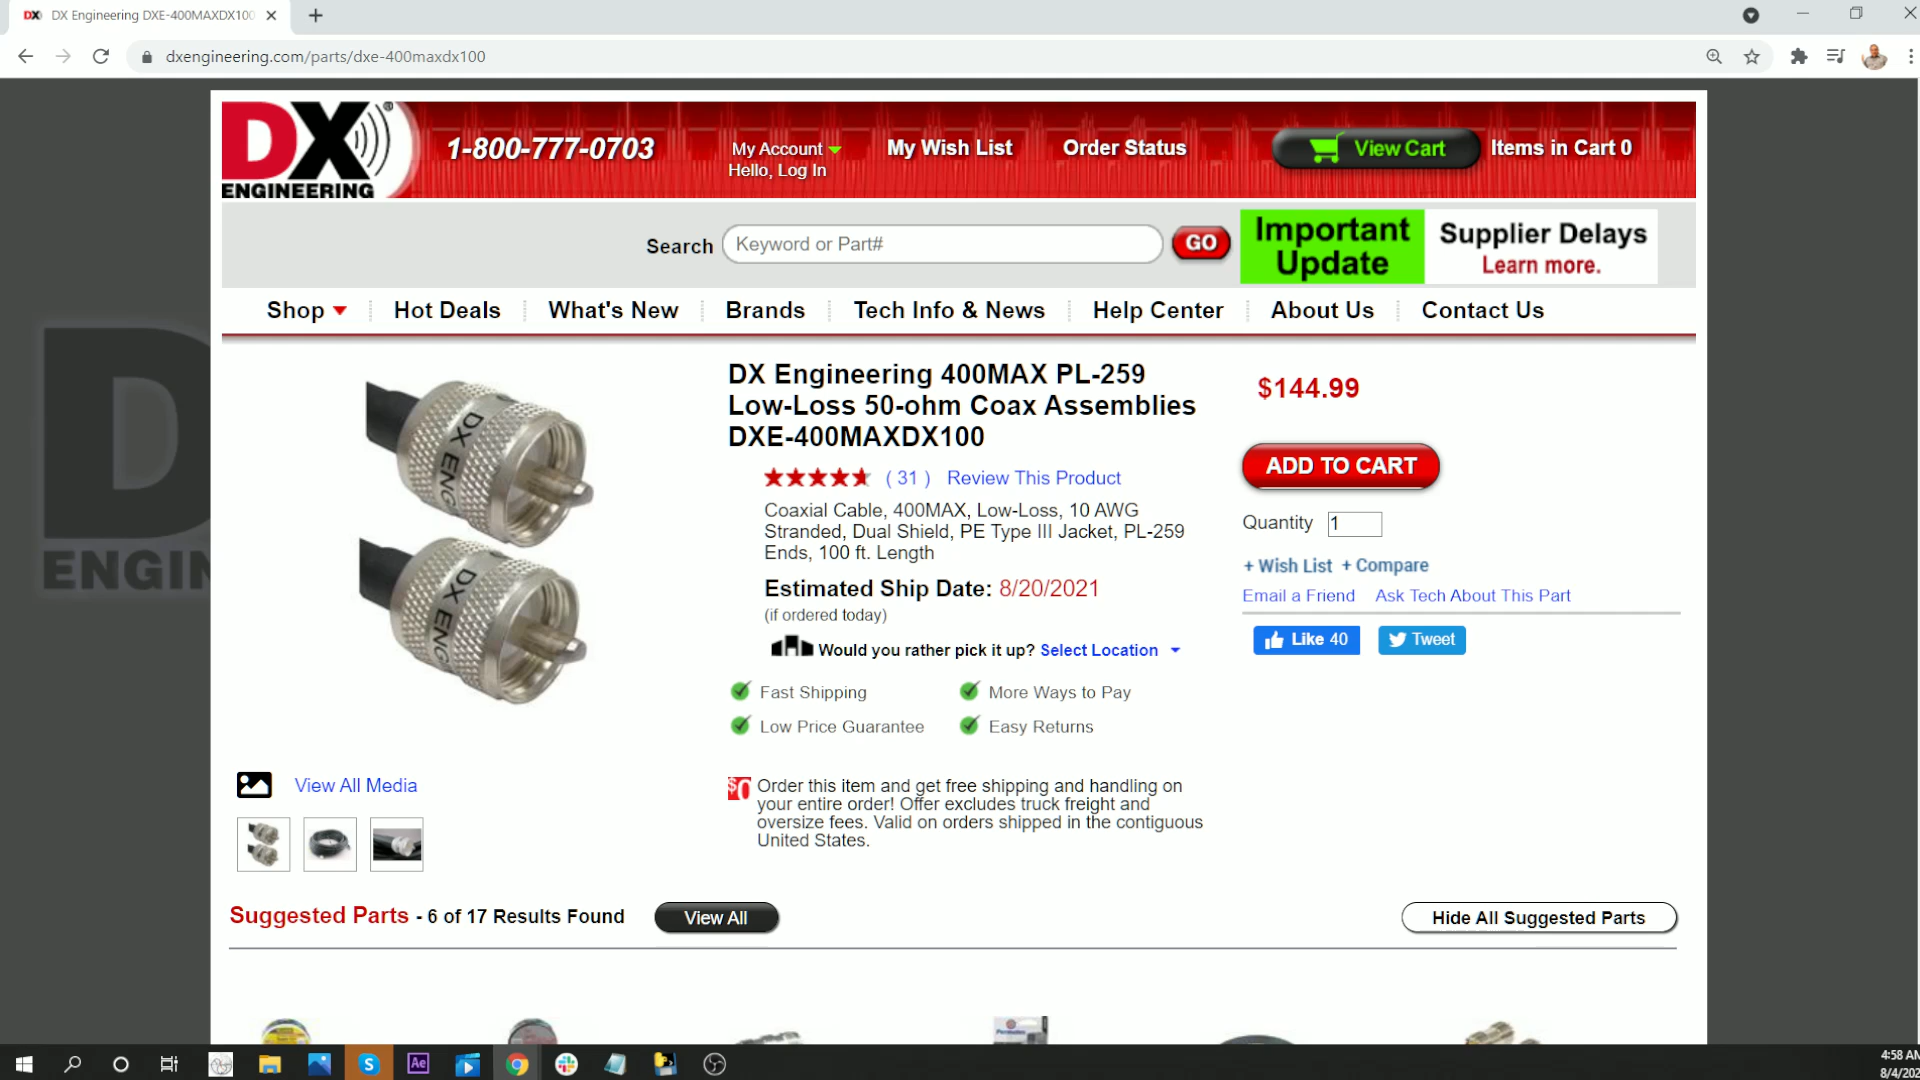 DX Engineering DXE-400MAXDX100
dxengineering.com/parts/dxe-400maxdx100
DX
ENGINEERING
®
1-800-777-0703
My Account
Hello, Log In
My Wish List
Order Status
View Cart
Items in Cart 0
Search
Keyword or Part#
GO
Important
Update
Supplier Delays
Learn more.
Shop
Hot Deals
What's New
Brands
Tech Info & News
Help Center
About Us
Contact Us
D
ENGIN
DX ENG
DX ENG
DX Engineering 400MAX PL-259
Low-Loss 50-ohm Coax Assemblies
DXE-400MAXDX100
( 31 ) Review This Product
Coaxial Cable, 400MAX, Low-Loss, 10 AWG
Stranded, Dual Shield, PE Type III Jacket, PL-259
Ends, 100 ft. Length
Estimated Ship Date: 8/20/2021
(if ordered today)
Would you rather pick it up? Select Location
Fast Shipping
More Ways to Pay
Low Price Guarantee
Easy Returns
$0
Order this item and get free shipping and handling on
your entire order! Offer excludes truck freight and
oversize fees. Valid on orders shipped in the contiguous
United States.
$144.99
ADD TO CART
Quantity 1
+ Wish List + Compare
Email a Friend Ask Tech About This Part
Like 40
Tweet
View All Media
Suggested Parts - 6 of 17 Results Found
View All
Hide All Suggested Parts
S
Ae
4:58 AM
8/4/202